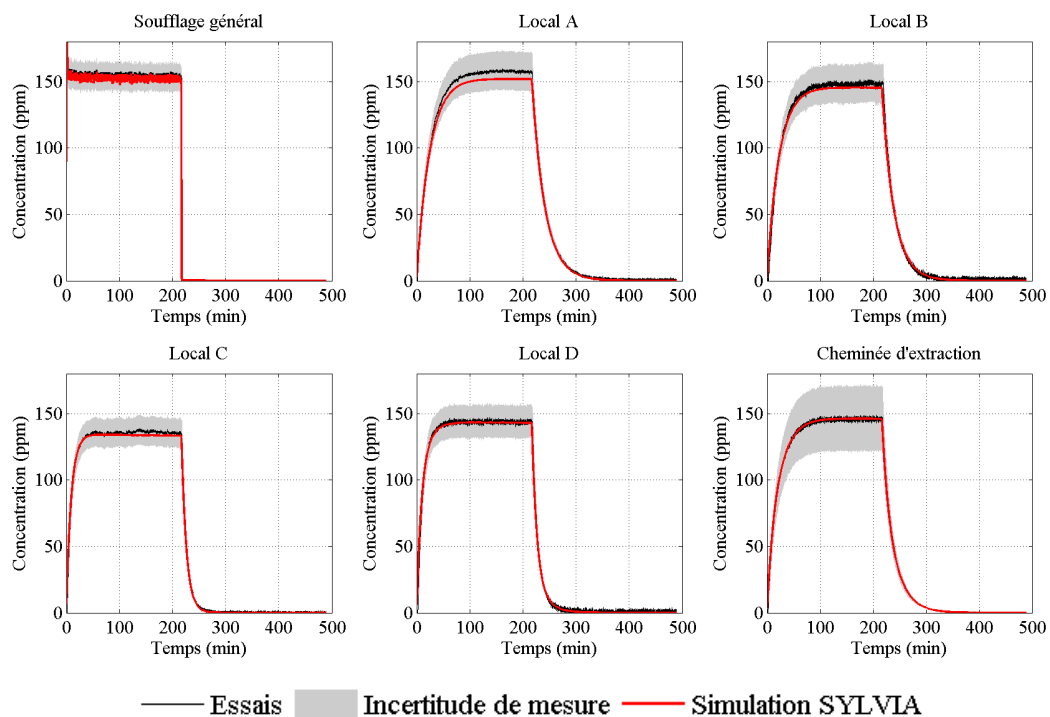 Soufflage général
Local A
Local B
Concentration (ppm)
150
100
50
0
0 100 200 300 400 500
Temps (min)
Concentration (ppm)
150
100
50
0
0 100 200 300 400 500
Temps (min)
Concentration (ppm)
150
100
50
0
0 100 200 300 400 500
Temps (min)
Local C
Local D
Cheminée d'extraction
Concentration (ppm)
150
100
50
0
0 100 200 300 400 500
Temps (min)
Concentration (ppm)
150
100
50
0
0 100 200 300 400 500
Temps (min)
Concentration (ppm)
150
100
50
0
0 100 200 300 400 500
Temps (min)
Essais Incertitude de mesure Simulation SYLVIA